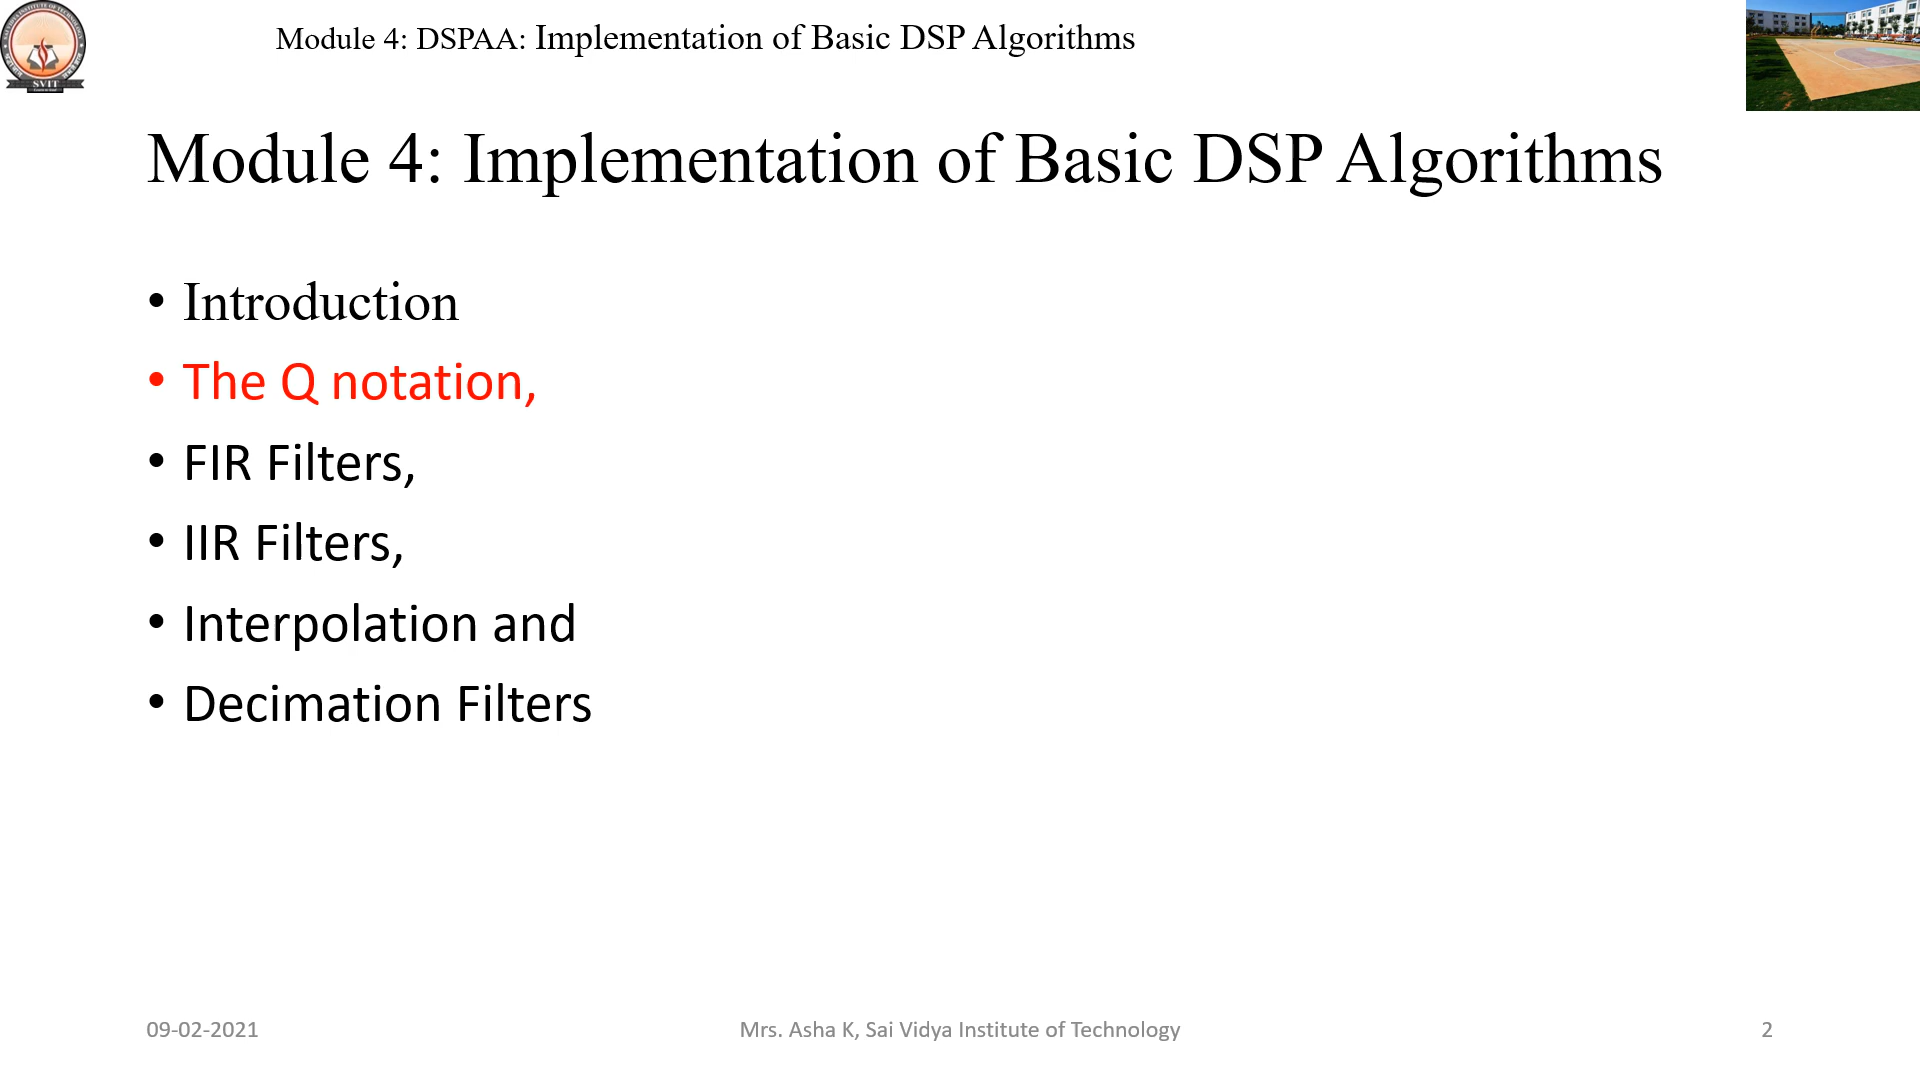 Module 4: DSPAA: Implementation of Basic DSP Algorithms
Module 4: Implementation of Basic DSP Algorithms
• Introduction
• The Q notation,
• FIR Filters,
• IIR Filters,
• Interpolation and
• Decimation Filters
SVIT
09-02-2021
Mrs. Asha K, Sai Vidya Institute of Technology
2